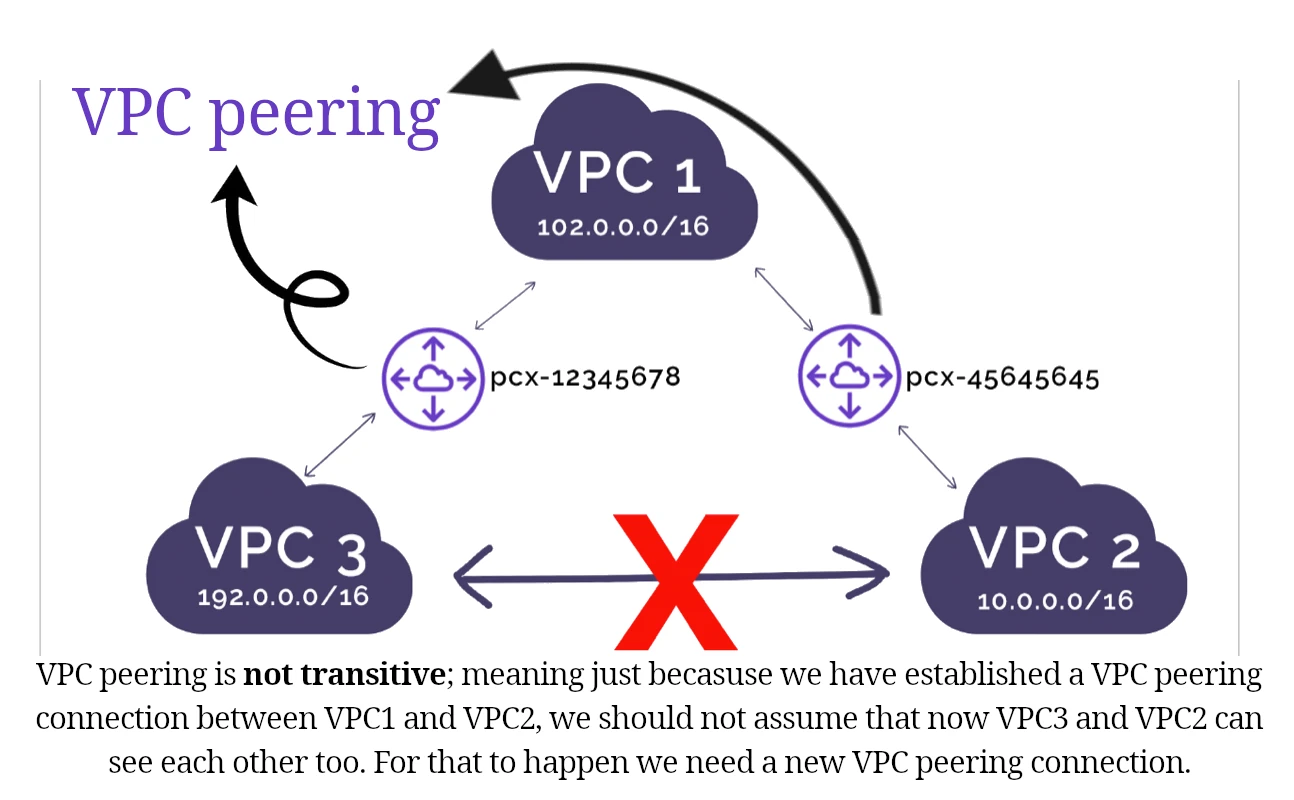 VPC peering
VPC 1
102.0.0.0/16
pcx-12345678
pcx-45645645
VPC 3
192.0.0.0/16
X
VPC 2
10.0.0.0/16
VPC peering is not transitive; meaning just becasuse we have established a VPC peering
connection between VPC1 and VPC2, we should not assume that now VPC3 and VPC2 can
see each other too. For that to happen we need a new VPC peering connection.